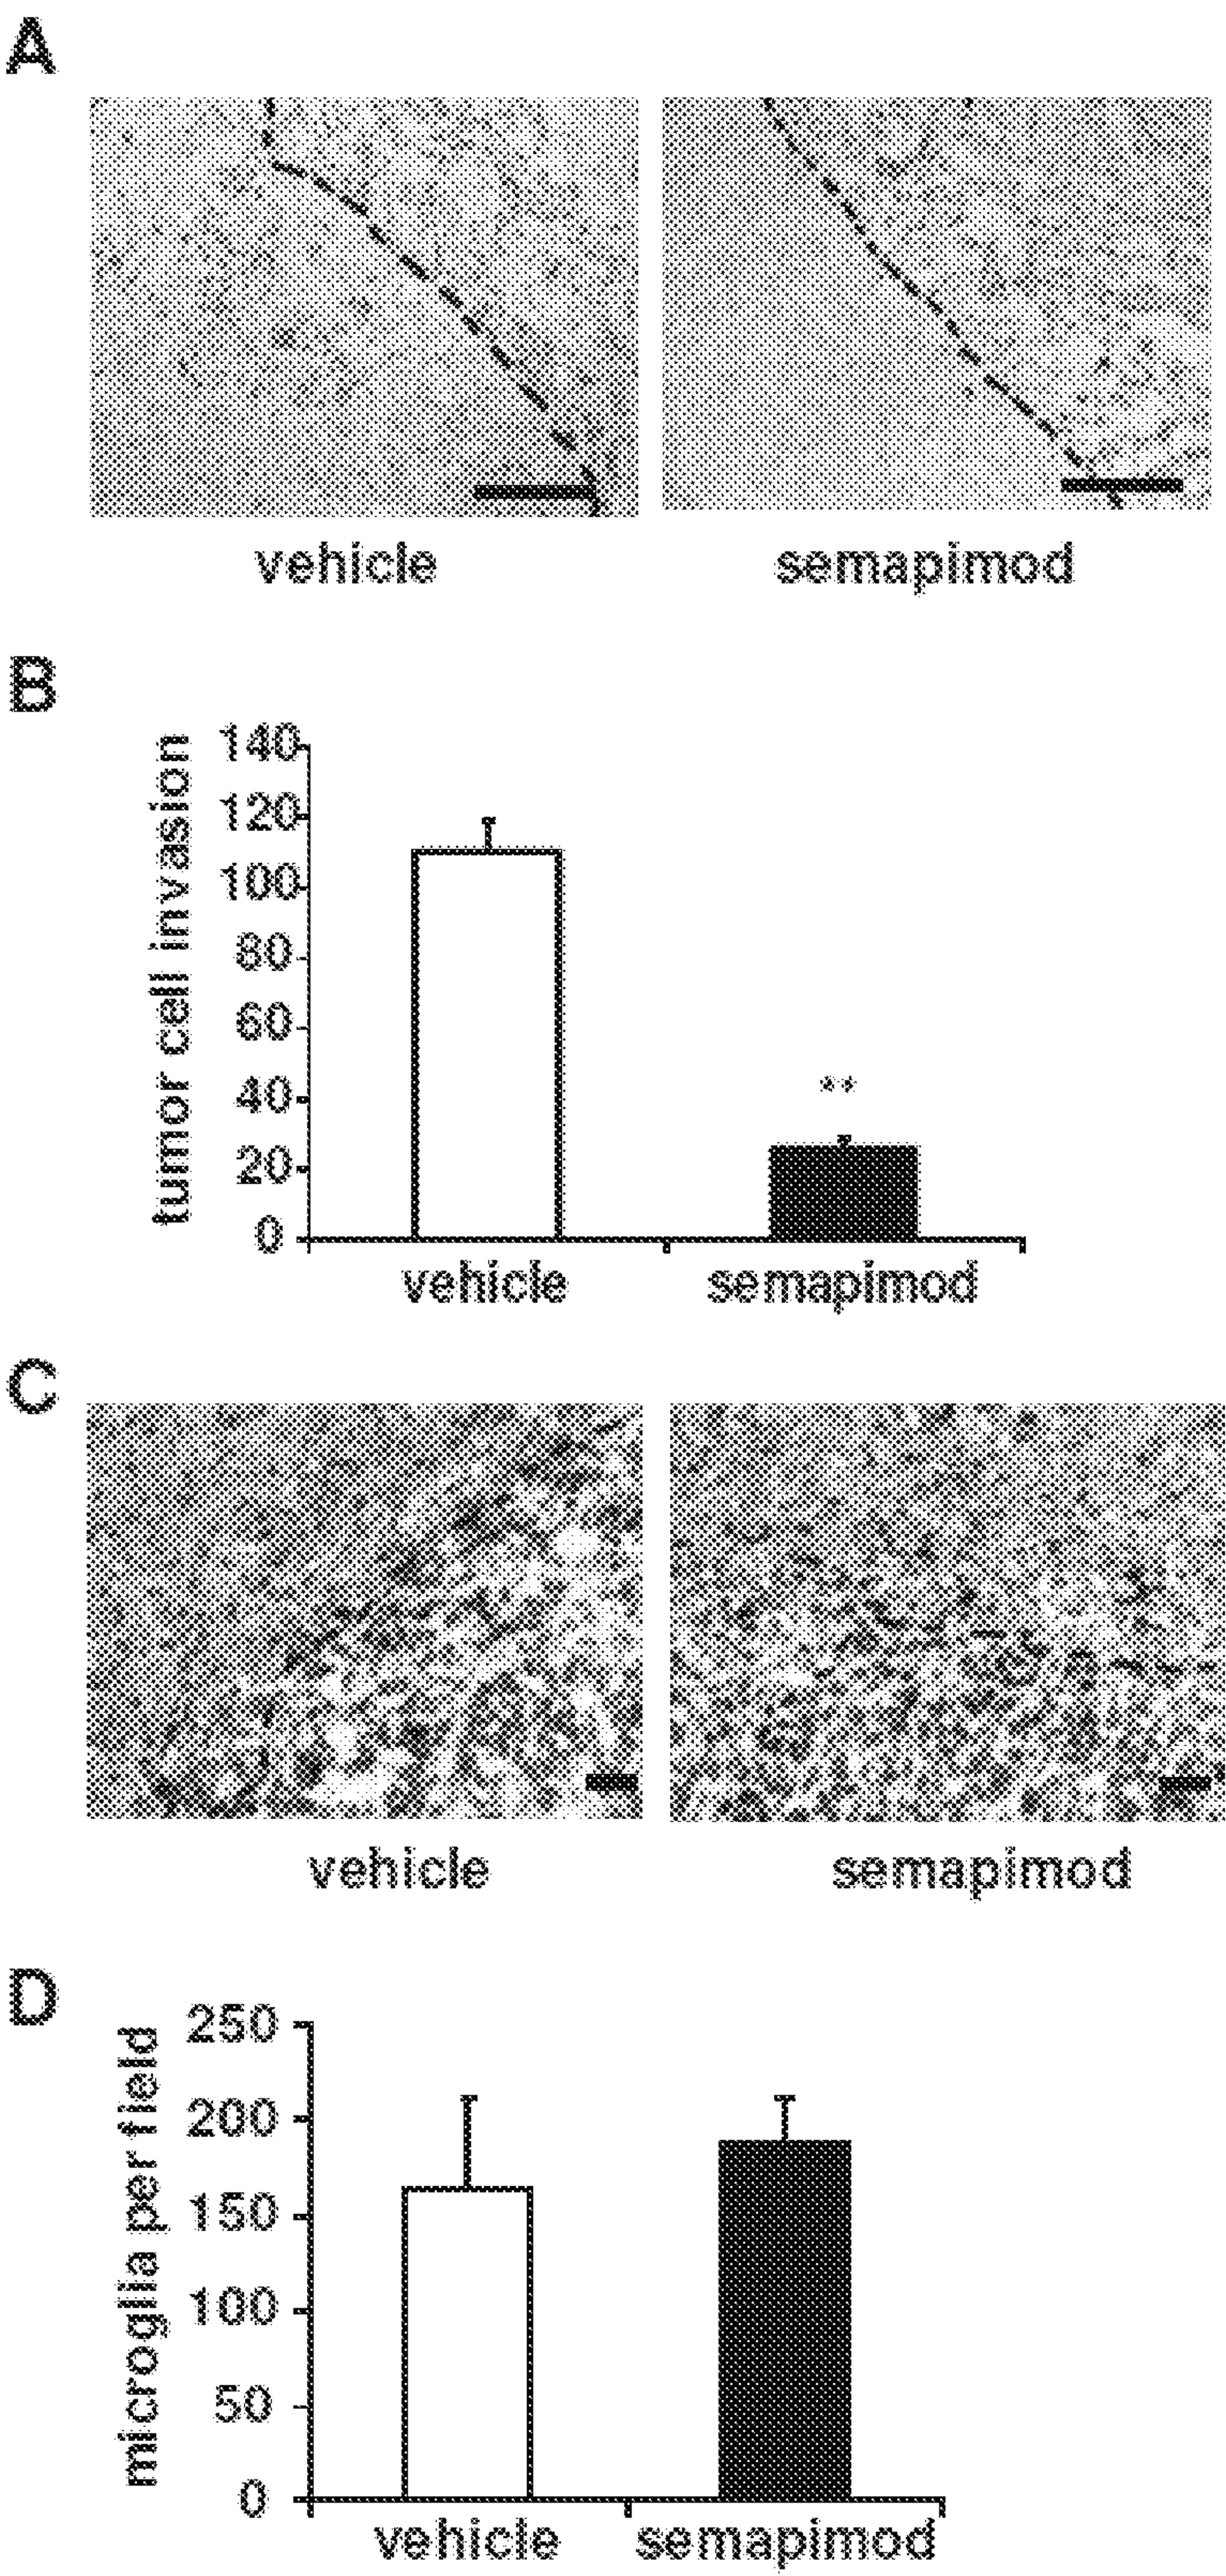 A
vehicle semapimod
B
tumor cell invasion
140
120
100
80
60
40
20
0
**
vehicle semapimod
C
vehicle semapimod
D
microglia per field
250
200
150
100
50
0
vehicle semapimod